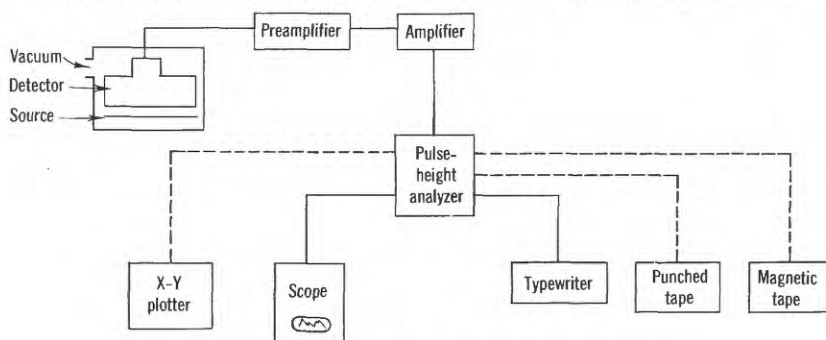 Preamplifier
Amplifier
Vacuum
Detector
Source
Pulse-
height
analyzer
X-Y
plotter
Scope
Typewriter
Punched
tape
Magnetic
tape